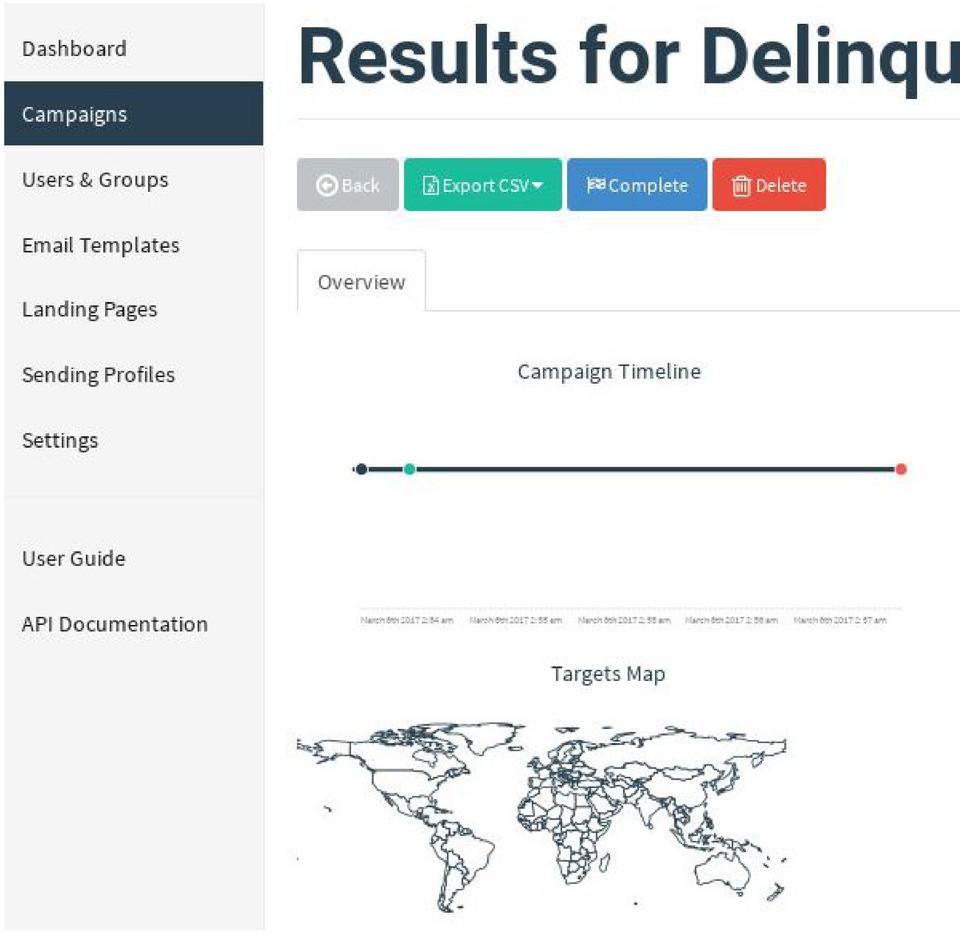 Dashboard
Campaigns
Users & Groups
Email Templates
Landing Pages
Sending Profiles
Settings
User Guide
API Documentation
Results for Delinqu
Back
Export CSV
Complete
Delete
Overview
Campaign Timeline
March 6th 2017 2:54 am March 6th 2017 2:55 am March 6th 2017 2:55 am March 6th 2017 2:56 am March 6th 2017 2:57 am
Targets Map